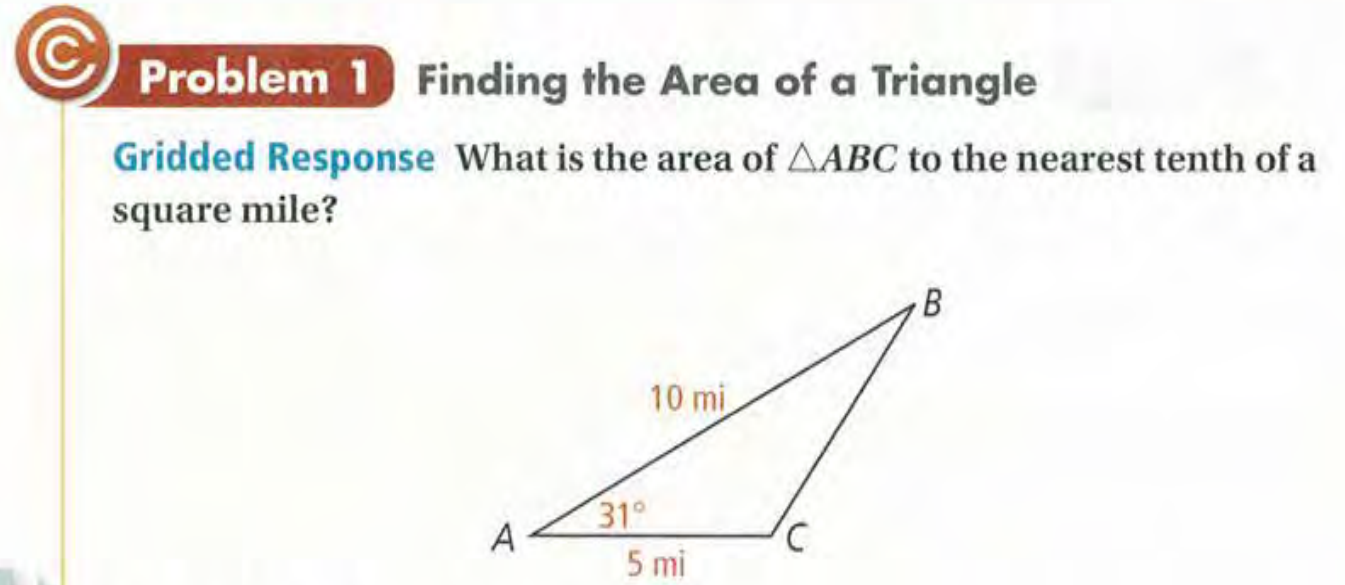 Problem 1 Finding the Area of a Triangle
Gridded Response What is the area of △ABC to the nearest tenth of a
square mile?
B
10 mi
31°
A
C
5 mi